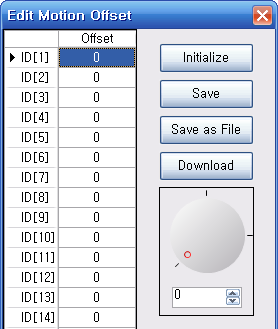 Edit Motion Offset
Offset
ID[1] 0
ID[2] 0
ID[3] 0
ID[4] 0
ID[5] 0
ID[6] 0
ID[7] 0
ID[8] 0
ID[9] 0
ID[10] 0
ID[11] 0
ID[12] 0
ID[13] 0
ID[14] 0
Initialize
Save
Save as File
Download
0